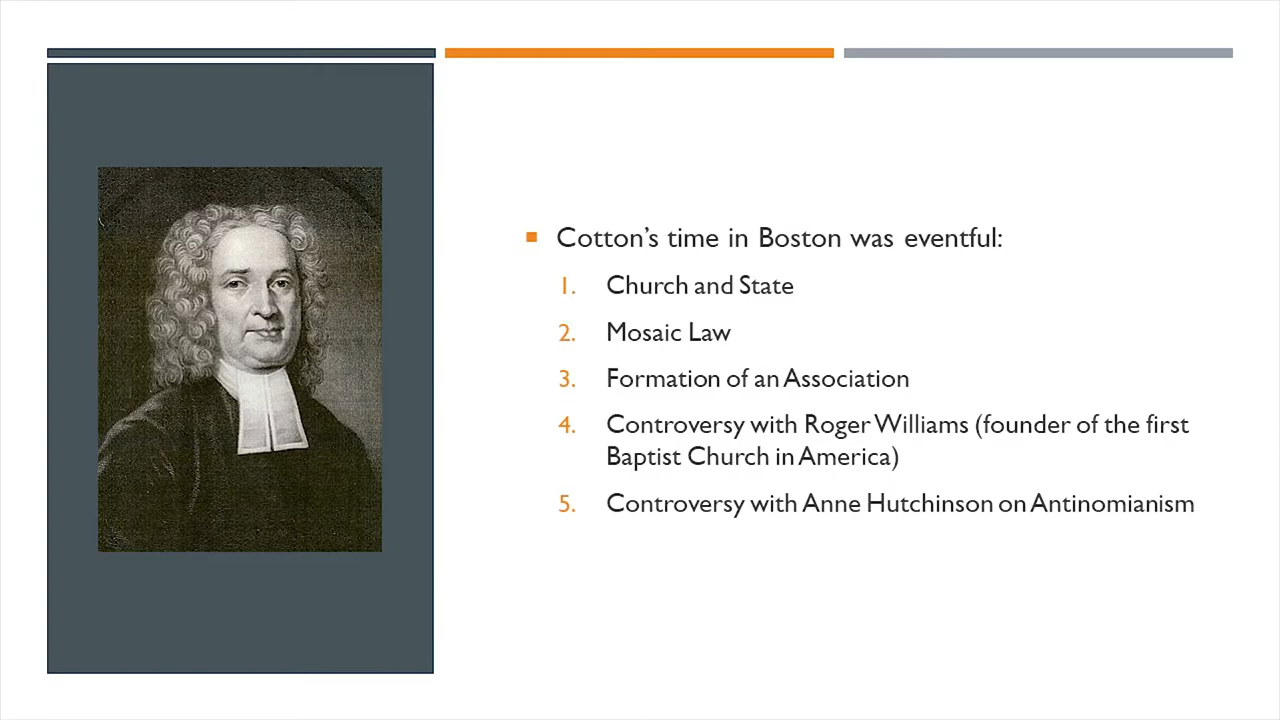 Cotton's time in Boston was eventful:
1. Church and State
2. Mosaic Law
3. Formation of an Association
4. Controversy with Roger Williams (founder of the first
Baptist Church in America)
5. Controversy with Anne Hutchinson on Antinomianism